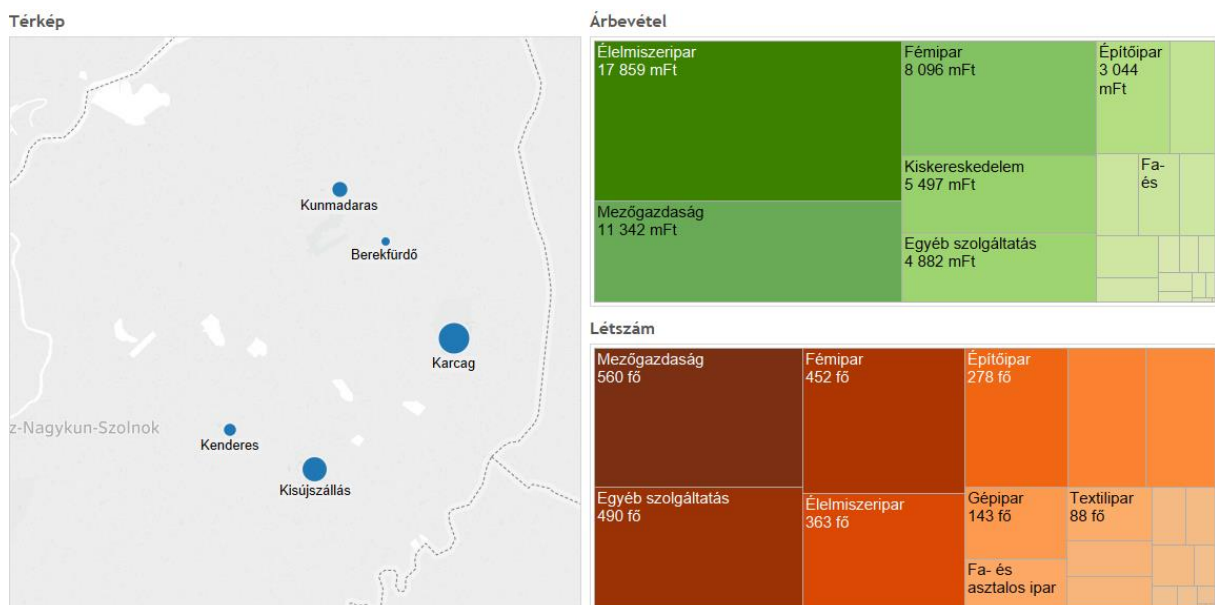 Térkép
Kunmadaras
Berekfürdő
Karcag
z-Nagykun-Szolnok
Kenderes
Kisújszállás
Árbevétel
Élelmiszeripar
17 859 mFt
Fémipar
8 096 mFt
Építőipar
3 044
mFt
Kiskereskedelem
5 497 mFt
Fa-
és
Mezőgazdaság
11 342 mFt
Egyéb szolgáltatás
4 882 mFt
Létszám
Mezőgazdaság
560 fő
Fémipar
452 fő
Építőipar
278 fő
Egyéb szolgáltatás
490 fő
Élelmiszeripar
363 fő
Gépipar
143 fő
Textilipar
88 fő
Fa- és
asztalos ipar